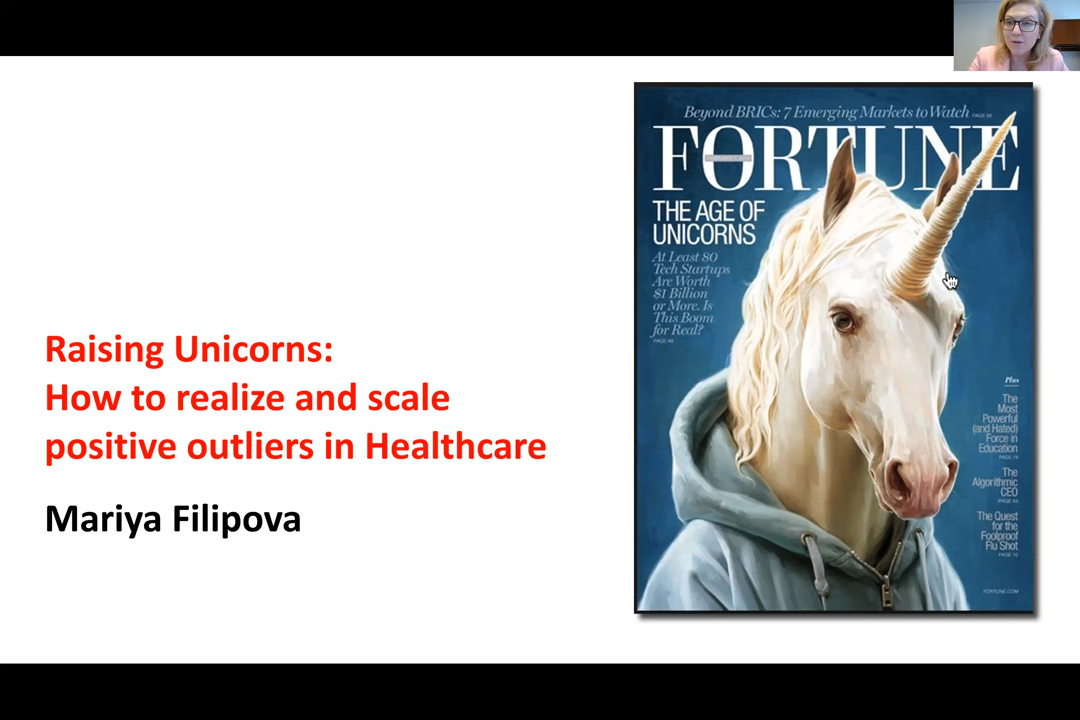 Raising Unicorns:
How to realize and scale
positive outliers in Healthcare
Mariya Filipova
Beyond BRICs: 7 Emerging Markets to Watch
FORTUNE
THE AGE OF
UNICORNS
At Least 80
Tech Startups
Are Worth
$1 Billion
or More. Is
This Boom
for Real?
Plus
The
Most
Powerful
(and Hated)
Force in
Education
The
Algorithmic
CEO
The Quest
for the
Foolproof
Flu Shot
FORTUNE.COM